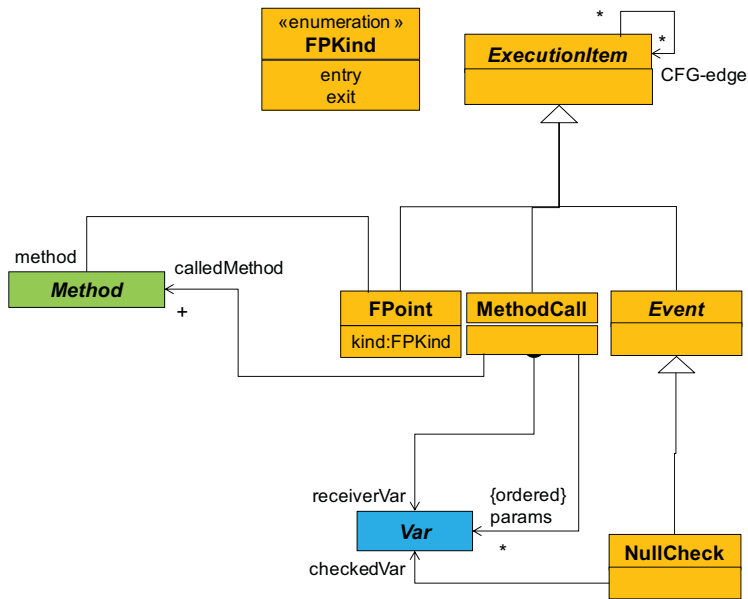 «enumeration »
FPKind
entry
exit
*
*
ExecutionItem
CFG-edge
method
calledMethod
Method
+
FPoint
kind:FPKind
MethodCall
Event
receiverVar
{ordered}
params
*
Var
checkedVar
NullCheck